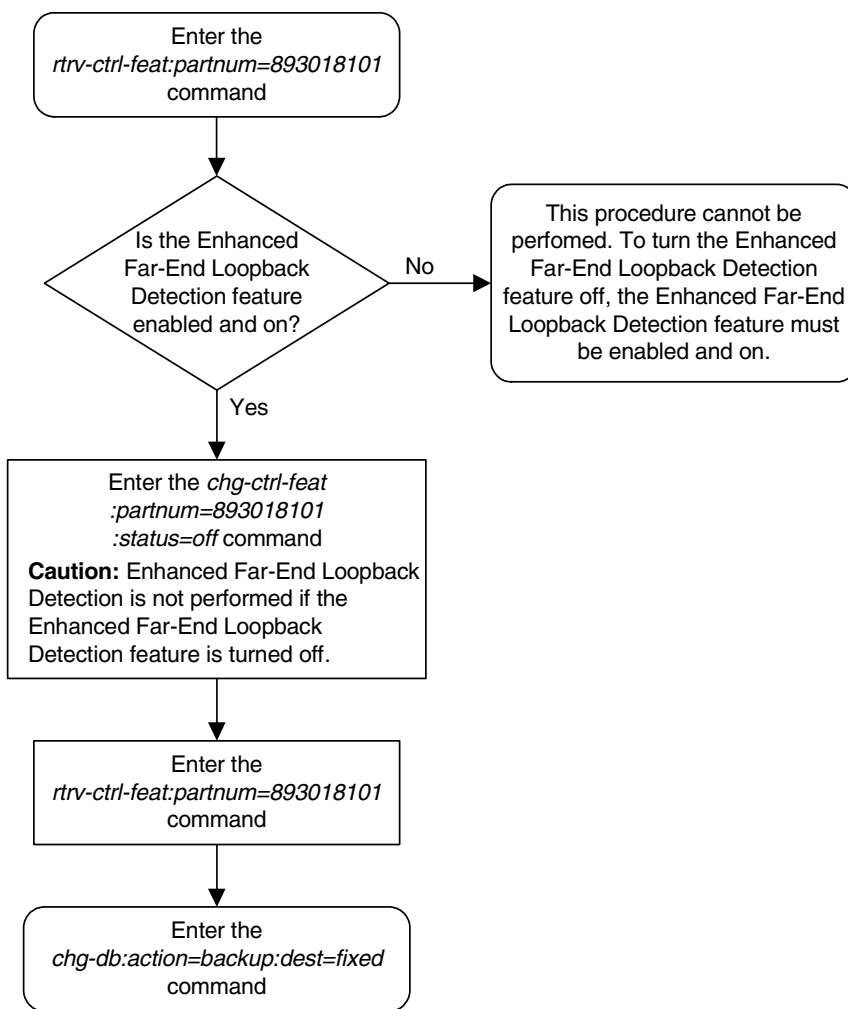 Enter the
rtrv-ctrl-feat:partnum=893018101
command
Is the Enhanced
Far-End Loopback
Detection feature
enabled and on?
No
This procedure cannot be
perfomed. To turn the Enhanced
Far-End Loopback Detection
feature off, the Enhanced Far-End
Loopback Detection feature must
be enabled and on.
Yes
Enter the chg-ctrl-feat
:partnum=893018101
:status=off command
Caution: Enhanced Far-End Loopback
Detection is not performed if the
Enhanced Far-End Loopback
Detection feature is turned off.
Enter the
rtrv-ctrl-feat:partnum=893018101
command
Enter the
chg-db:action=backup:dest=fixed
command